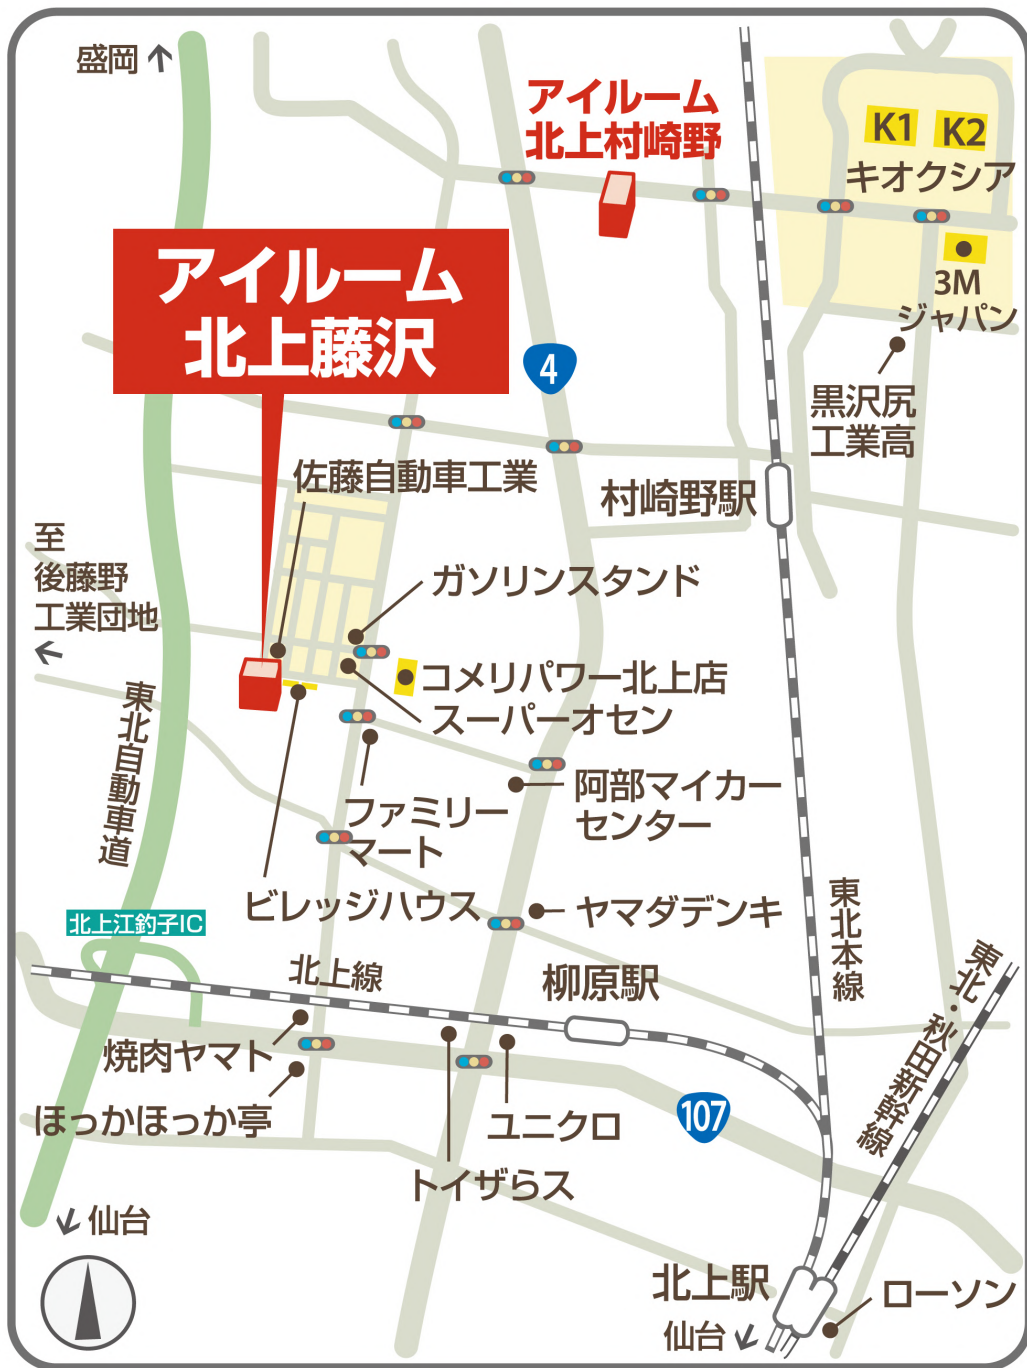 盛岡
アイルーム
北上村崎野
K1
K2
キオクシア
3M
ジャパン
黒沢尻
工業高
アイルーム
北上藤沢
4
佐藤自動車工業
村崎野駅
至
後藤野
工業団地
ガソリンスタンド
コメリパワー北上店
スーパーオセン
東北自動車道
ファミリー
マート
阿部マイカー
センター
ビレッジハウス
ヤマダデンキ
東北本線
北上江釣子IC
北上線
柳原駅
東北・秋田新幹線
焼肉ヤマト
ほっかほっか亭
ユニクロ
107
トイザらス
仙台
北上駅
ローソン
仙台